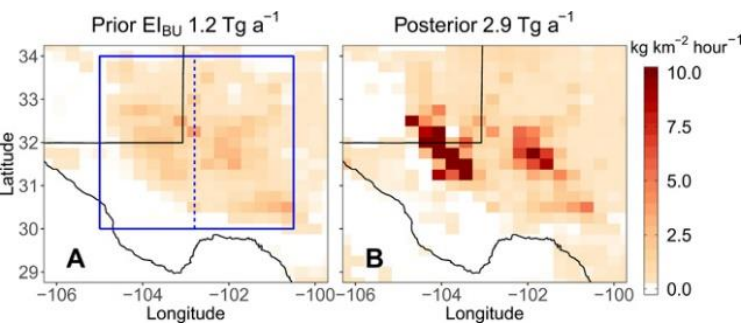 Prior EI_BU 1.2 Tg a⁻¹
Posterior 2.9 Tg a⁻¹
kg km⁻² hour⁻¹
34
33
32
31
30
29
Latitude
A
B
10.0
7.5
5.0
2.5
0.0
−106 −104 −102 −100 −106 −104 −102 −100
Longitude Longitude